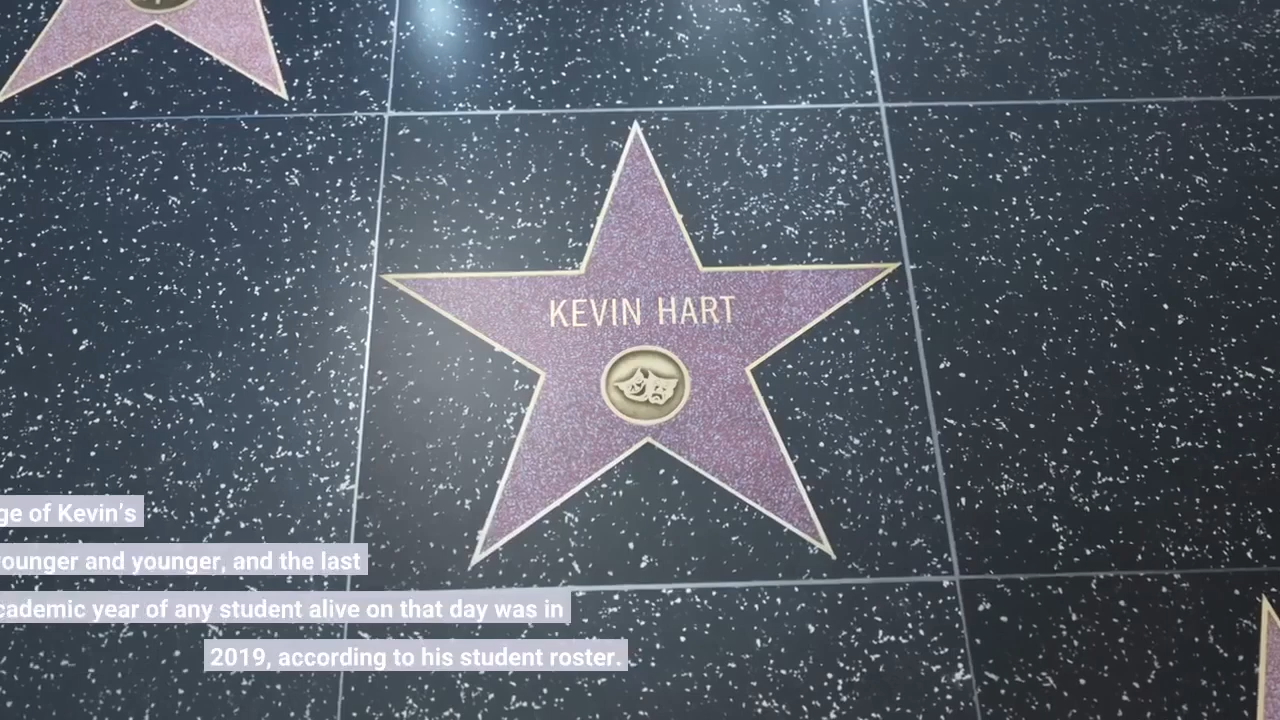 KEVIN HART
ge of Kevin's
ounger and younger, and the last
cademic year of any student alive on that day was in
2019, according to his student roster.